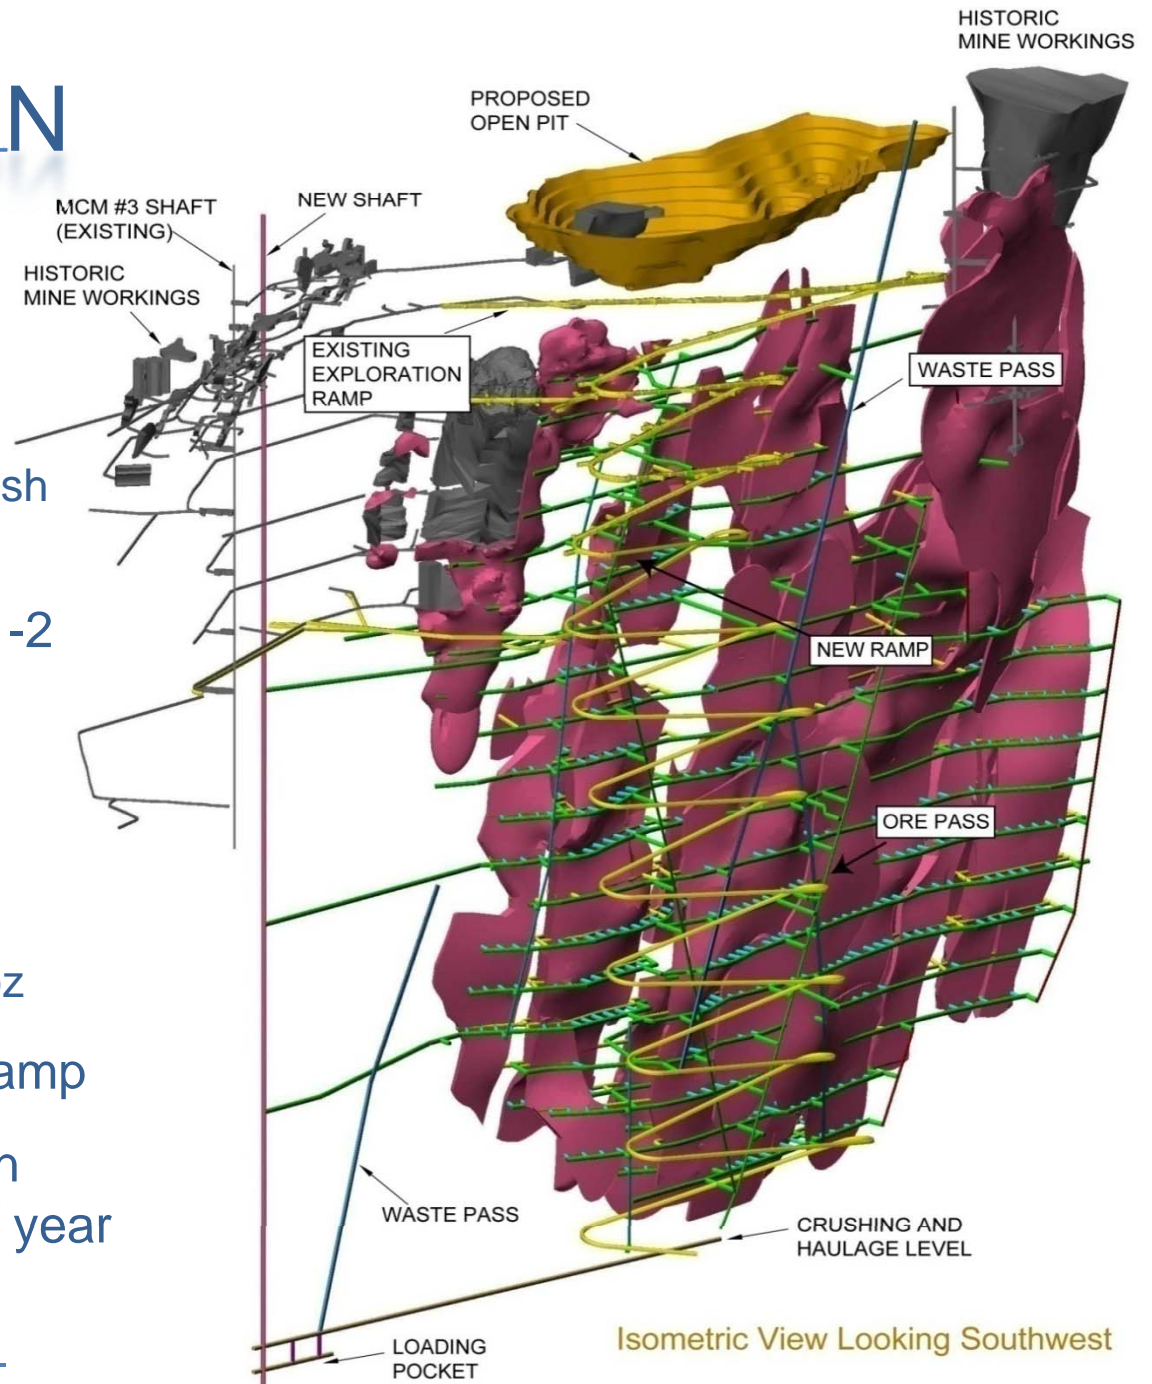 N
HISTORIC
MINE WORKINGS
PROPOSED
OPEN PIT
MCM #3 SHAFT
(EXISTING)
NEW SHAFT
HISTORIC
MINE WORKINGS
EXISTING
EXPLORATION
RAMP
WASTE PASS
sh
-2
NEW RAMP
ORE PASS
oz
amp
year
WASTE PASS
CRUSHING AND
HAULAGE LEVEL
LOADING
POCKET
Isometric View Looking Southwest